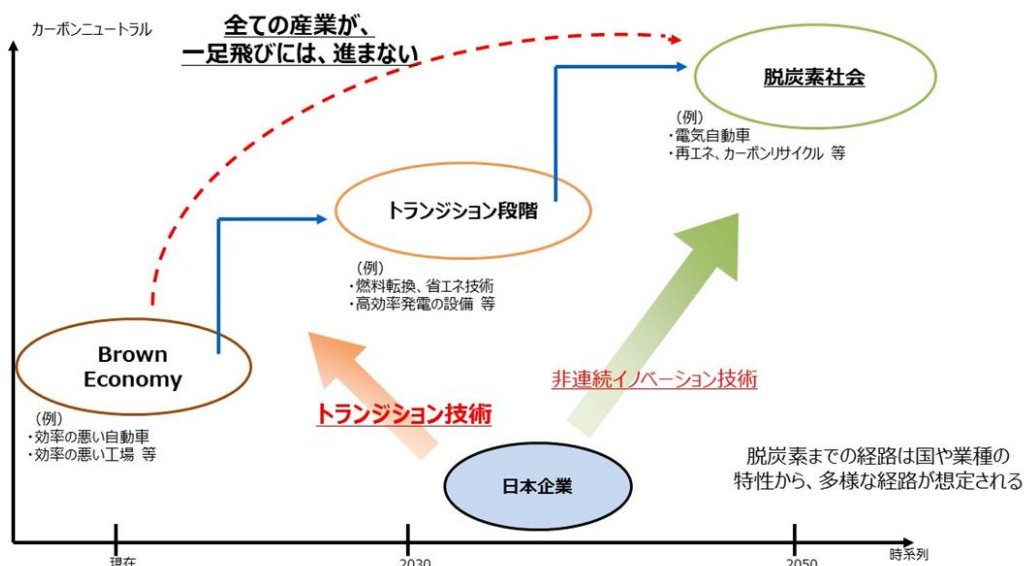 カーボンニュートラル
全ての産業が、
一足飛びには、進まない
脱炭素社会
（例）
・電気自動車
・再エネ、カーボンリサイクル 等
トランジション段階
（例）
・燃料転換、省エネ技術
・高効率発電の設備 等
Brown
Economy
（例）
・効率の悪い自動車
・効率の悪い工場 等
トランジション技術
非連続イノベーション技術
日本企業
脱炭素までの経路は国や業種の
特性から、多様な経路が想定される
現在
2030
2050
時系列